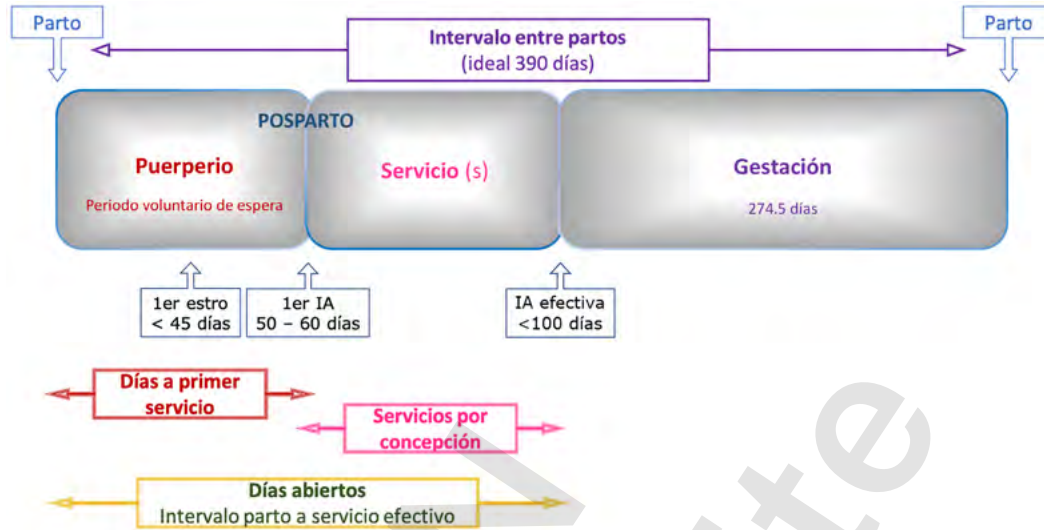 Parto
Intervalo entre partos
(ideal 390 días)
Parto
POSPARTO
Puerperio
Periodo voluntario de espera
Servicio (s)
Gestación
274.5 días
1er estro
< 45 días
1er IA
50 – 60 días
IA efectiva
<100 días
Días a primer
servicio
Servicios por
concepción
Días abiertos
Intervalo parto a servicio efectivo